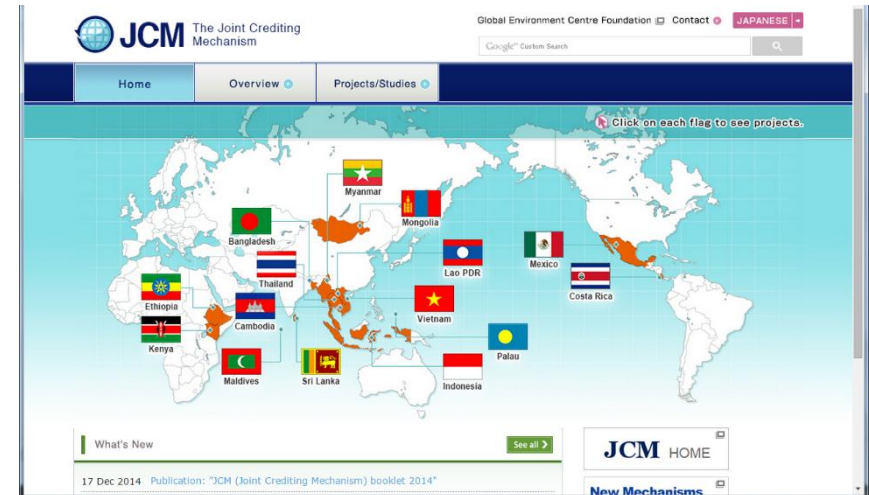 JCM The Joint Crediting
Mechanism
Global Environment Centre Foundation Contact JAPANESE
Google™ Custom Search
Home Overview Projects/Studies
Click on each flag to see projects.
Myanmar
Mongolia
Bangladesh
Lao PDR
Mexico
Thailand
Costa Rica
Ethiopia
Cambodia
Vietnam
Kenya
Palau
Maldives
Sri Lanka
Indonesia
What's New
See all
JCM HOME
17 Dec 2014 Publication: "JCM (Joint Crediting Mechanism) booklet 2014"
New Mechanisms